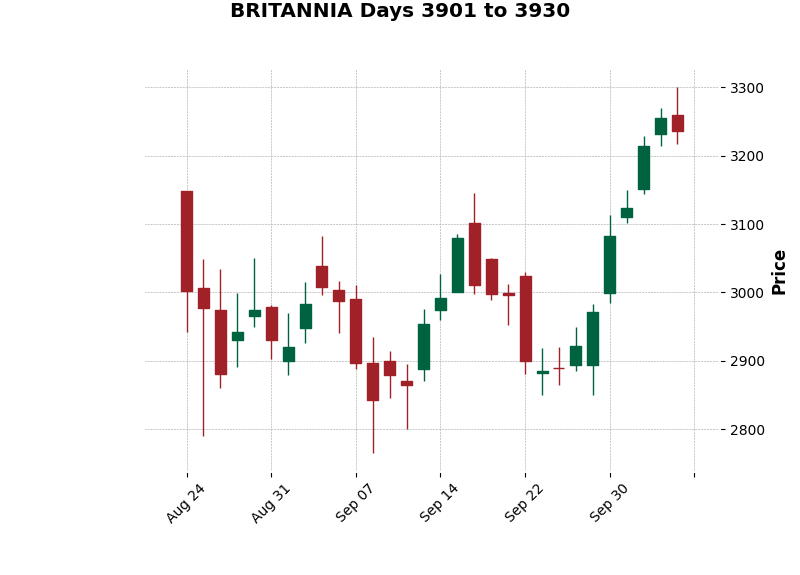 BRITANNIA Days 3901 to 3930
3300
3200
3100
3000
2900
2800
Price
Aug 24
Aug 31
Sep 07
Sep 14
Sep 22
Sep 30